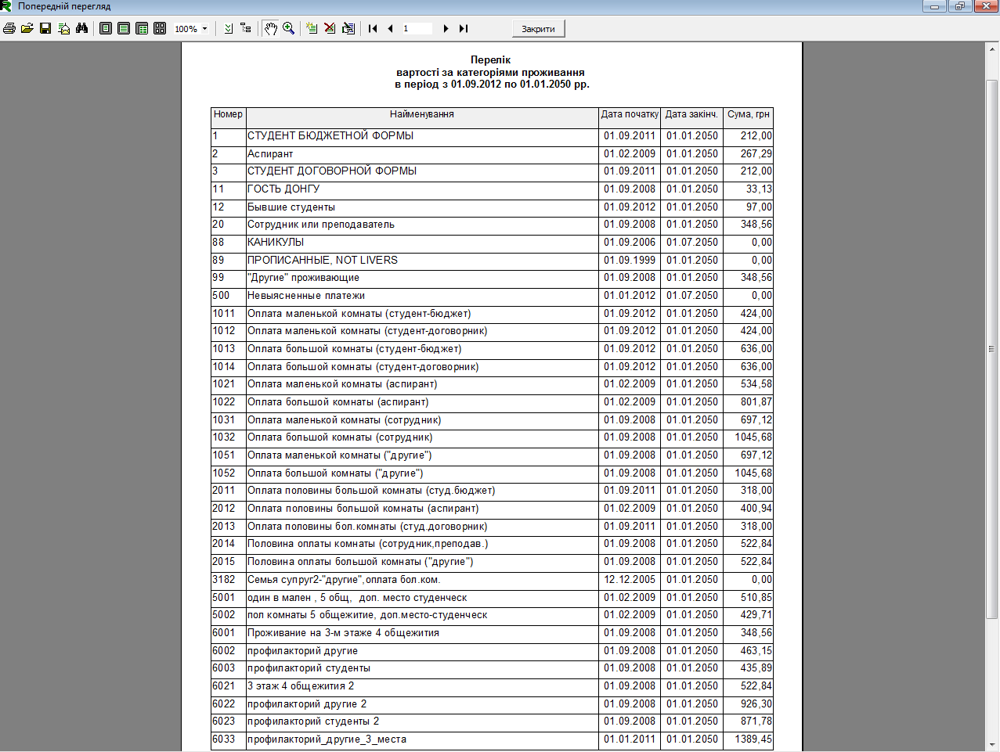 Попередній перегляд
100%
1
Закрити
Перелік
вартості за категоріями проживання
в період з 01.09.2012 по 01.01.2050 рр.
Номер Найменування Дата початку Дата закінч. Сума, грн
1 СТУДЕНТ БЮДЖЕТНОЙ ФОРМЫ 01.09.2011 01.01.2050 212,00
2 Аспирант 01.02.2009 01.01.2050 267,29
3 СТУДЕНТ ДОГОВОРНОЙ ФОРМЫ 01.09.2011 01.01.2050 212,00
11 ГОСТЬ ДОНГУ 01.09.2008 01.01.2050 33,13
12 Бывшие студенты 01.09.2012 01.01.2050 97,00
20 Сотрудник или преподаватель 01.09.2008 01.01.2050 348,56
88 КАНИКУЛЫ 01.09.2006 01.07.2050 0,00
89 ПРОПИСАННЫЕ, NOT LIVERS 01.09.1999 01.01.2050 0,00
99 "Другие" проживающие 01.09.2008 01.01.2050 348,56
500 Невыясненные платежи 01.01.2012 01.07.2050 0,00
1011 Оплата маленькой комнаты (студент-бюджет) 01.09.2012 01.01.2050 424,00
1012 Оплата маленькой комнаты (студент-договорник) 01.09.2012 01.01.2050 424,00
1013 Оплата большой комнаты (студент-бюджет) 01.09.2012 01.01.2050 636,00
1014 Оплата большой комнаты (студент-договорник) 01.09.2012 01.01.2050 636,00
1021 Оплата маленькой комнаты (аспирант) 01.02.2009 01.01.2050 534,58
1022 Оплата большой комнаты (аспирант) 01.02.2009 01.01.2050 801,87
1031 Оплата маленькой комнаты (сотрудник) 01.09.2008 01.01.2050 697,12
1032 Оплата большой комнаты (сотрудник) 01.09.2008 01.01.2050 1045,68
1051 Оплата маленькой комнаты ("другие") 01.09.2008 01.01.2050 697,12
1052 Оплата большой комнаты ("другие") 01.09.2008 01.01.2050 1045,68
2011 Оплата половины большой комнаты (студ.бюджет) 01.09.2011 01.01.2050 318,00
2012 Оплата половины большой комнаты (аспирант) 01.02.2009 01.01.2050 400,94
2013 Оплата половины бол.комнаты (студ.договорник) 01.09.2011 01.01.2050 318,00
2014 Половина оплаты комнаты (сотрудник,преподав.) 01.09.2008 01.01.2050 522,84
2015 Половина оплаты большой комнаты ("другие") 01.09.2008 01.01.2050 522,84
3182 Семья супруг2-"другие",оплата бол.ком. 12.12.2005 01.01.2050 0,00
5001 один в мален , 5 общ, доп. место студенческ 01.02.2009 01.01.2050 510,85
5002 пол комнаты 5 общежитие, доп.место-студенческ 01.02.2009 01.01.2050 429,71
6001 Проживание на 3-м этаже 4 общежития 01.09.2008 01.01.2050 348,56
6002 профилакторий другие 01.09.2008 01.01.2050 463,15
6003 профилакторий студенты 01.09.2008 01.01.2050 435,89
6021 3 этаж 4 общежития 2 01.09.2008 01.01.2050 522,84
6022 профилакторий другие 2 01.09.2008 01.01.2050 926,30
6023 профилакторий студенты 2 01.09.2008 01.01.2050 871,78
6033 профилакторий_другие_3_места 01.01.2011 01.01.2050 1389,45